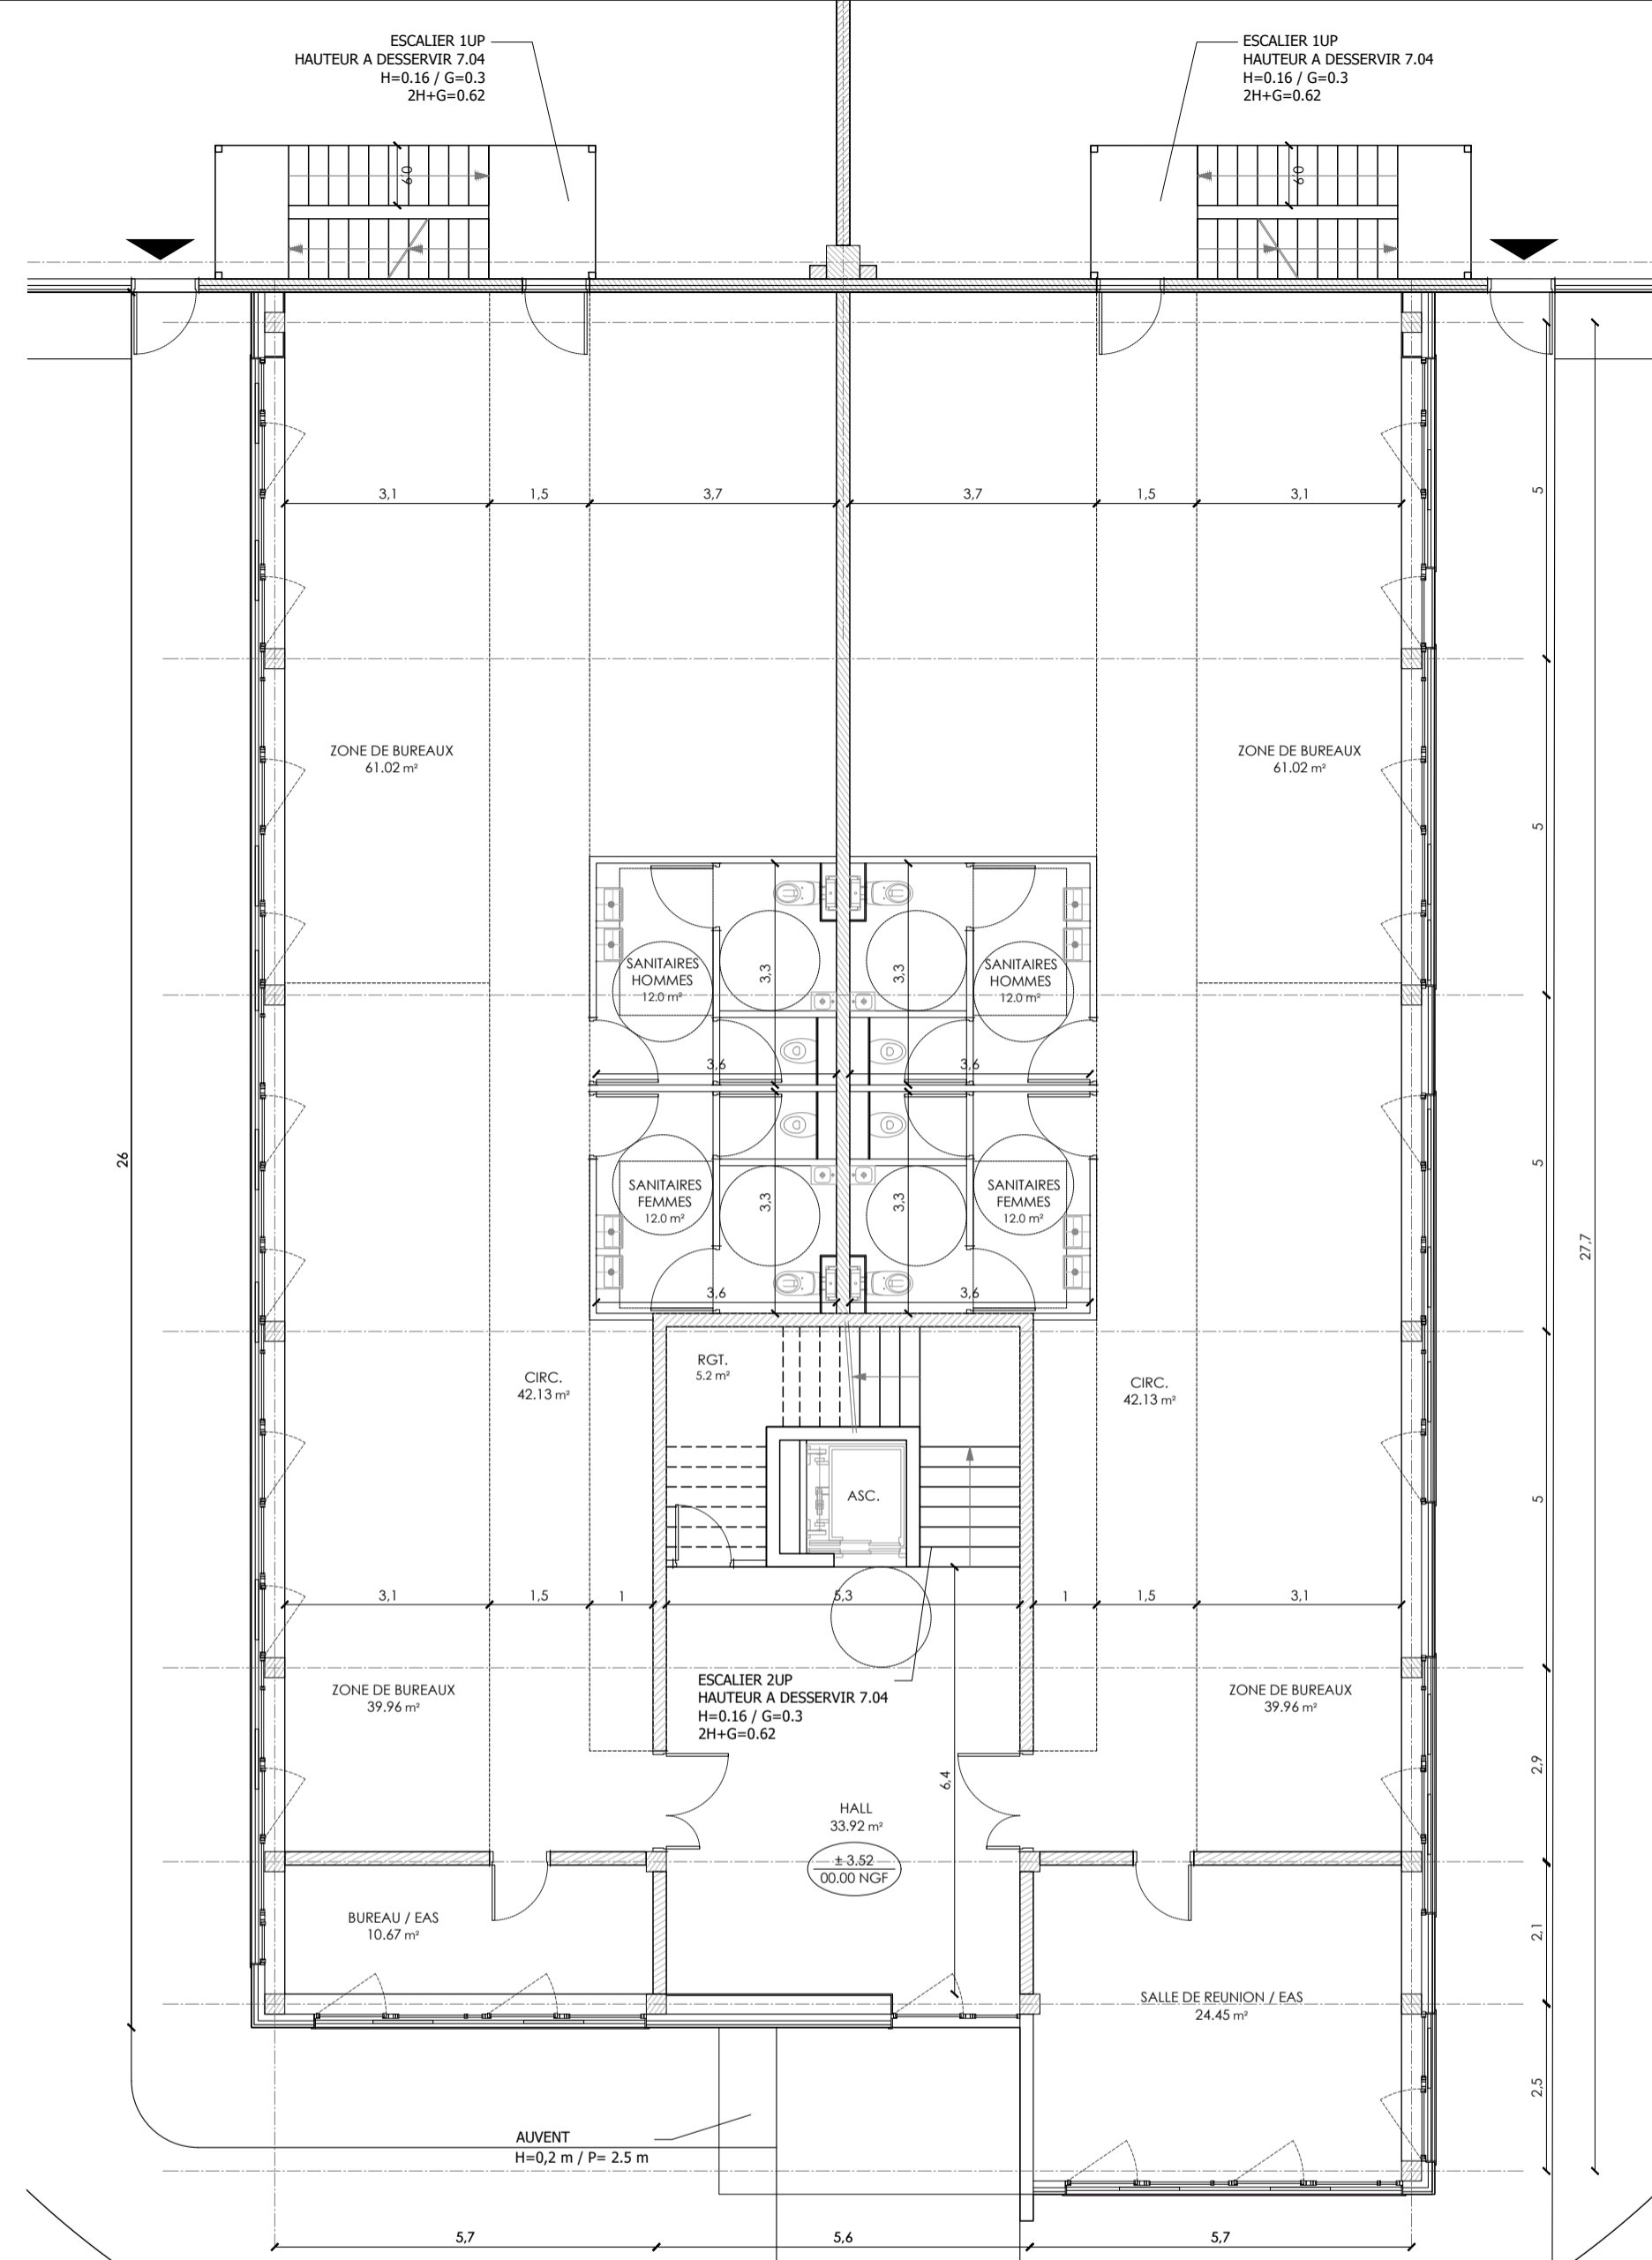 ESCALIER 1UP
HAUTEUR A DESSERVIR 7.04
H=0.16 / G=0.3
2H+G=0.62
ESCALIER 1UP
HAUTEUR A DESSERVIR 7.04
H=0.16 / G=0.3
2H+G=0.62
0,9
0,9
3,1
1,5
3,7
3,7
1,5
3,1
5
ZONE DE BUREAUX
61.02 m²
ZONE DE BUREAUX
61.02 m²
5
SANITAIRES
HOMMES
12.0 m²
3,3
3,3
SANITAIRES
HOMMES
12.0 m²
3,6
3,6
26
5
SANITAIRES
FEMMES
12.0 m²
3,3
3,3
SANITAIRES
FEMMES
12.0 m²
27,7
3,6
3,6
RGT.
5.2 m²
CIRC.
42.13 m²
CIRC.
42.13 m²
ASC.
5
3,1
1,5
1
5,3
1
1,5
3,1
ESCALIER 2UP
HAUTEUR A DESSERVIR 7.04
H=0.16 / G=0.3
2H+G=0.62
ZONE DE BUREAUX
39.96 m²
ZONE DE BUREAUX
39.96 m²
2,9
6,4
HALL
33.92 m²
± 3.52
00.00 NGF
BUREAU / EAS
10.67 m²
2,1
SALLE DE REUNION / EAS
24.45 m²
2,5
AUVENT
H=0,2 m / P= 2.5 m
5,7
5,6
5,7